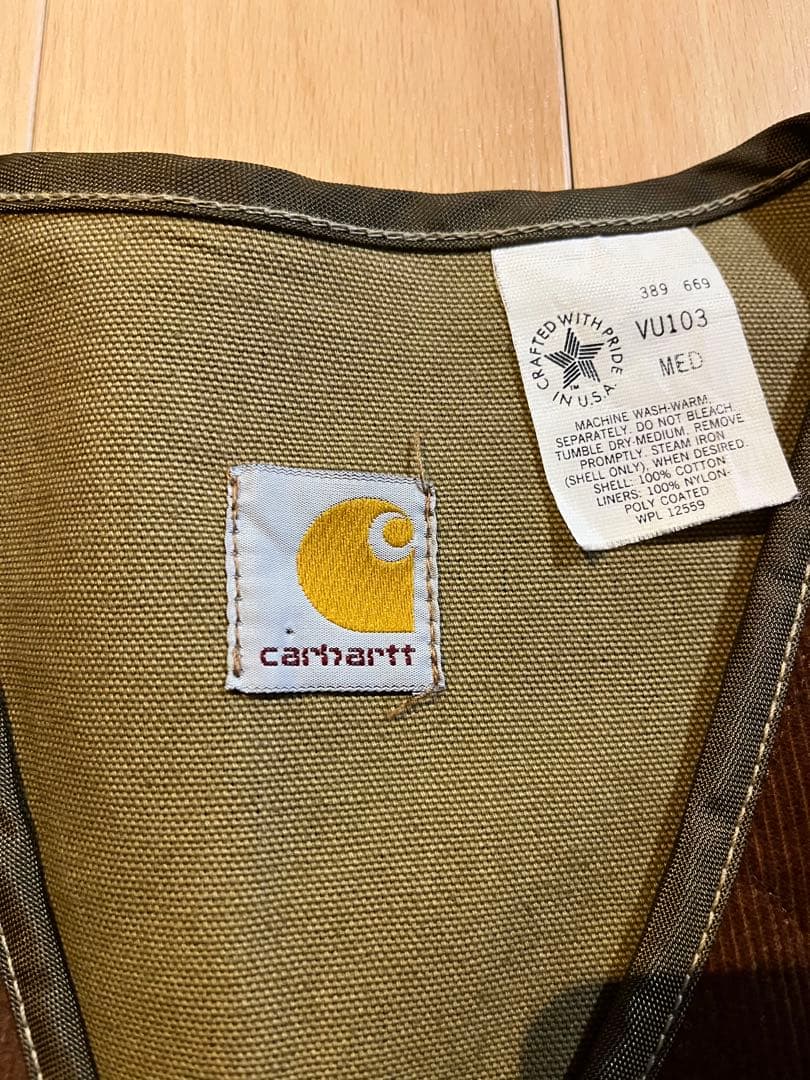 389 669
VU103
MED
CRAFTED WITH PRIDE
IN U.S.A.
TM
MACHINE WASH-WARM,
SEPARATELY. DO NOT BLEACH.
TUMBLE DRY-MEDIUM, REMOVE
PROMPTLY. STEAM IRON
(SHELL ONLY), WHEN DESIRED.
SHELL: 100% COTTON
LINERS: 100% NYLON-
POLY COATED
WPL 12559
carhartt